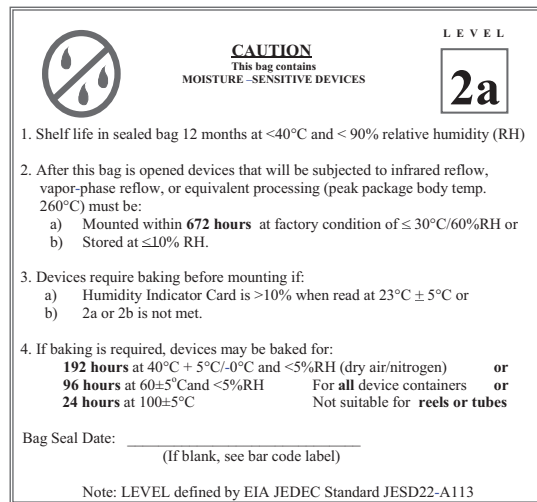 LEVEL
2a
CAUTION
This bag contains
MOISTURE –SENSITIVE DEVICES
1. Shelf life in sealed bag 12 months at <40°C and < 90% relative humidity (RH)
2. After this bag is opened devices that will be subjected to infrared reflow,
vapor-phase reflow, or equivalent processing (peak package body temp.
260°C) must be:
a) Mounted within 672 hours at factory condition of ≤ 30°C/60%RH or
b) Stored at ≤10% RH.
3. Devices require baking before mounting if:
a) Humidity Indicator Card is >10% when read at 23°C ± 5°C or
b) 2a or 2b is not met.
4. If baking is required, devices may be baked for:
192 hours at 40°C + 5°C/-0°C and <5%RH (dry air/nitrogen) or
96 hours at 60±5°Cand <5%RH For all device containers or
24 hours at 100±5°C Not suitable for reels or tubes
Bag Seal Date: ______________________________
(If blank, see bar code label)
Note: LEVEL defined by EIA JEDEC Standard JESD22-A113